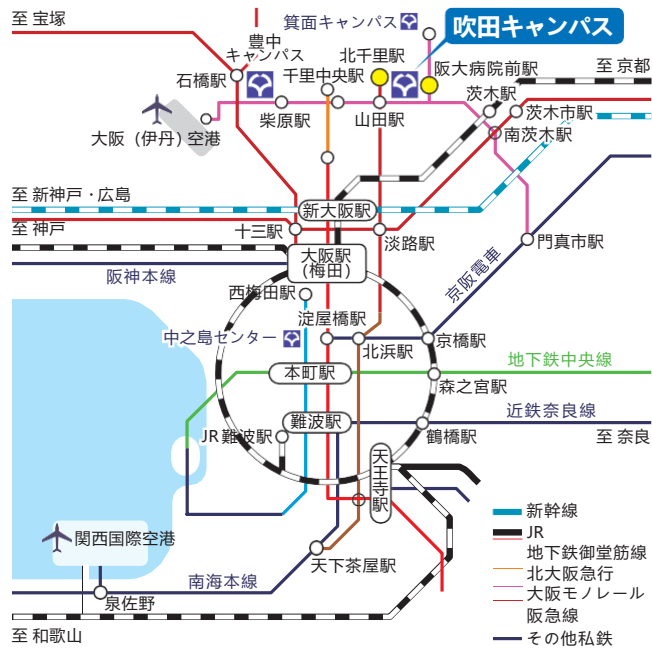 至 宝塚
箕面キャンパス
吹田キャンパス
豊中
キャンパス
北千里駅
石橋駅
千里中央駅
阪大病院前駅
至 京都
茨木駅
大阪（伊丹）空港
柴原駅
山田駅
茨木市駅
南茨木駅
至 新神戸・広島
新大阪駅
至 神戸
十三駅
淡路駅
大阪駅
(梅田)
門真市駅
阪神本線
京阪電車
西梅田駅
淀屋橋駅
中之島センター
北浜駅
京橋駅
地下鉄中央線
本町駅
森之宮駅
近鉄奈良線
難波駅
JR難波駅
鶴橋駅
至 奈良
天王寺駅
新幹線
関西国際空港
JR
地下鉄御堂筋線
天下茶屋駅
北大阪急行
南海本線
大阪モノレール
泉佐野
阪急線
至 和歌山
その他私鉄